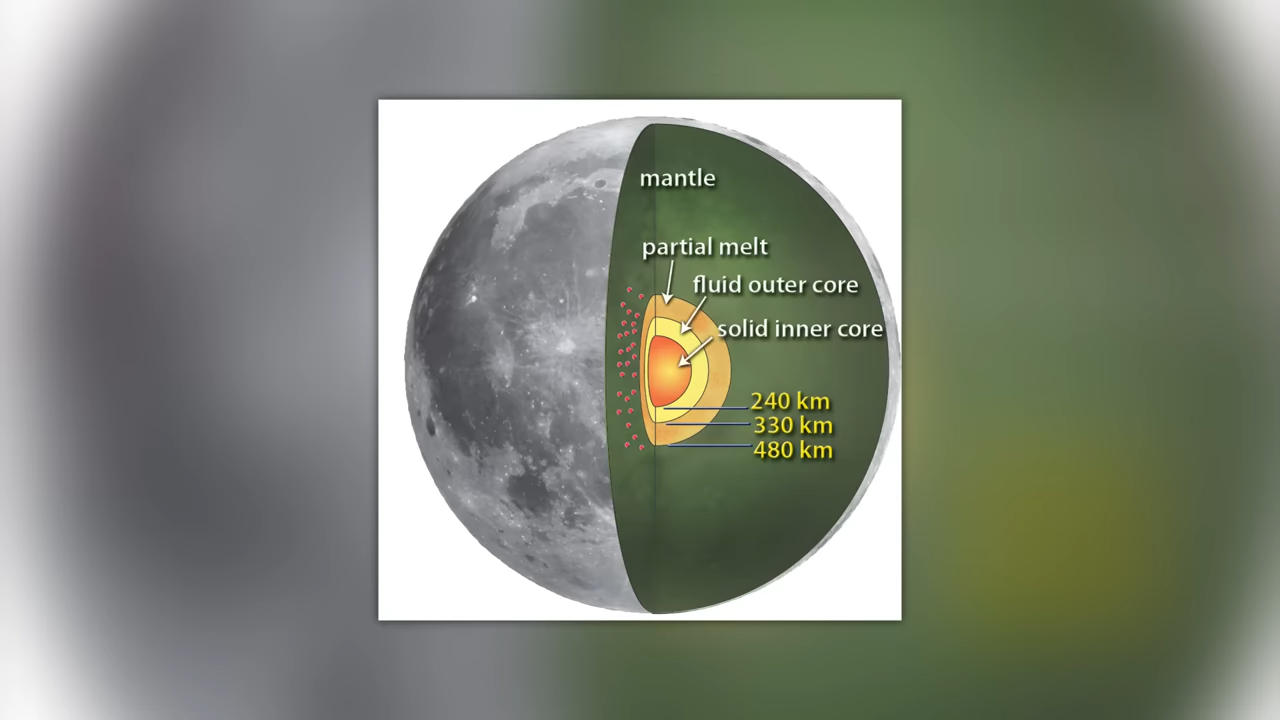 mantle
partial melt
fluid outer core
solid inner core
240 km
330 km
480 km